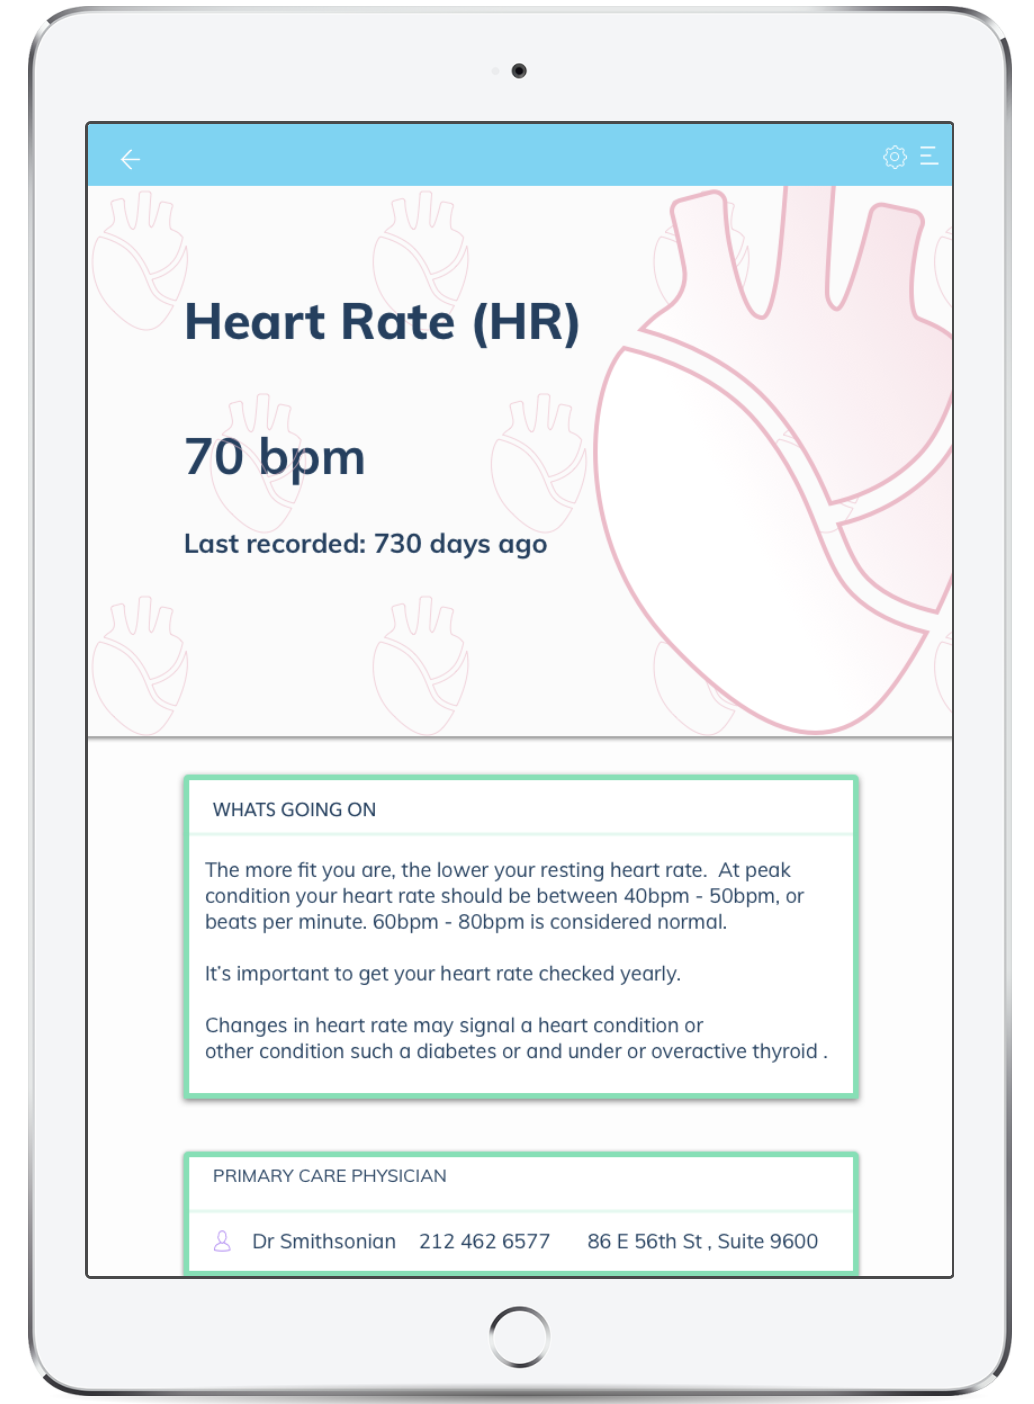 Heart Rate (HR)
70 bpm
Last recorded: 730 days ago
WHATS GOING ON
The more fit you are, the lower your resting heart rate.  At peak
condition your heart rate should be between 40bpm - 50bpm, or
beats per minute. 60bpm - 80bpm is considered normal.
It's important to get your heart rate checked yearly.
Changes in heart rate may signal a heart condition or
other condition such a diabetes or and under or overactive thyroid .
PRIMARY CARE PHYSICIAN
Dr Smithsonian 212 462 6577 86 E 56th St , Suite 9600